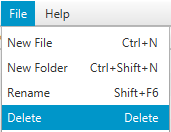 File Help
New File Ctrl+N
New Folder Ctrl+Shift+N
Rename Shift+F6
Delete Delete